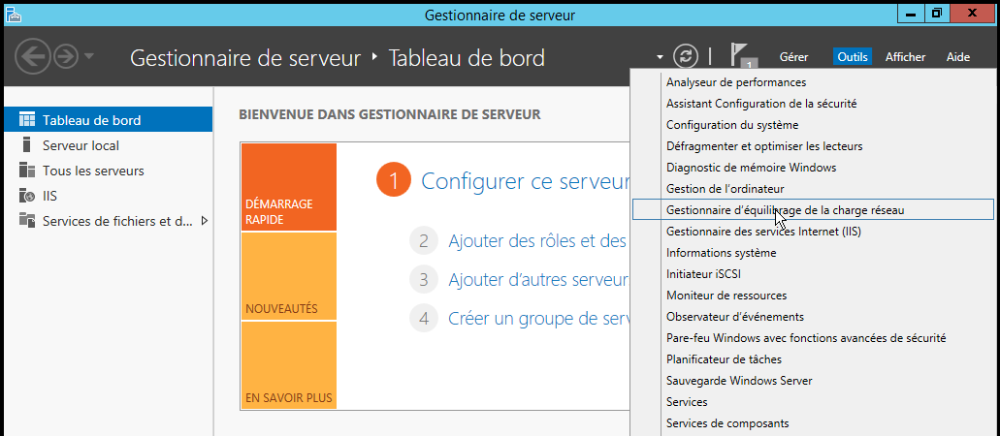 Gestionnaire de serveur
Gestionnaire de serveur ‣ Tableau de bord
1
Gérer
Outils
Afficher
Aide
Tableau de bord
Serveur local
Tous les serveurs
IIS
Services de fichiers et d...
BIENVENUE DANS GESTIONNAIRE DE SERVEUR
DÉMARRAGE
RAPIDE
NOUVEAUTÉS
EN SAVOIR PLUS
1 Configurer ce serveur
2 Ajouter des rôles et des
3 Ajouter d'autres serveur
4 Créer un groupe de serv
Analyseur de performances
Assistant Configuration de la sécurité
Configuration du système
Défragmenter et optimiser les lecteurs
Diagnostic de mémoire Windows
Gestion de l'ordinateur
Gestionnaire d'équilibrage de la charge réseau
Gestionnaire des services Internet (IIS)
Informations système
Initiateur iSCSI
Moniteur de ressources
Observateur d'événements
Pare-feu Windows avec fonctions avancées de sécurité
Planificateur de tâches
Sauvegarde Windows Server
Services
Services de composants